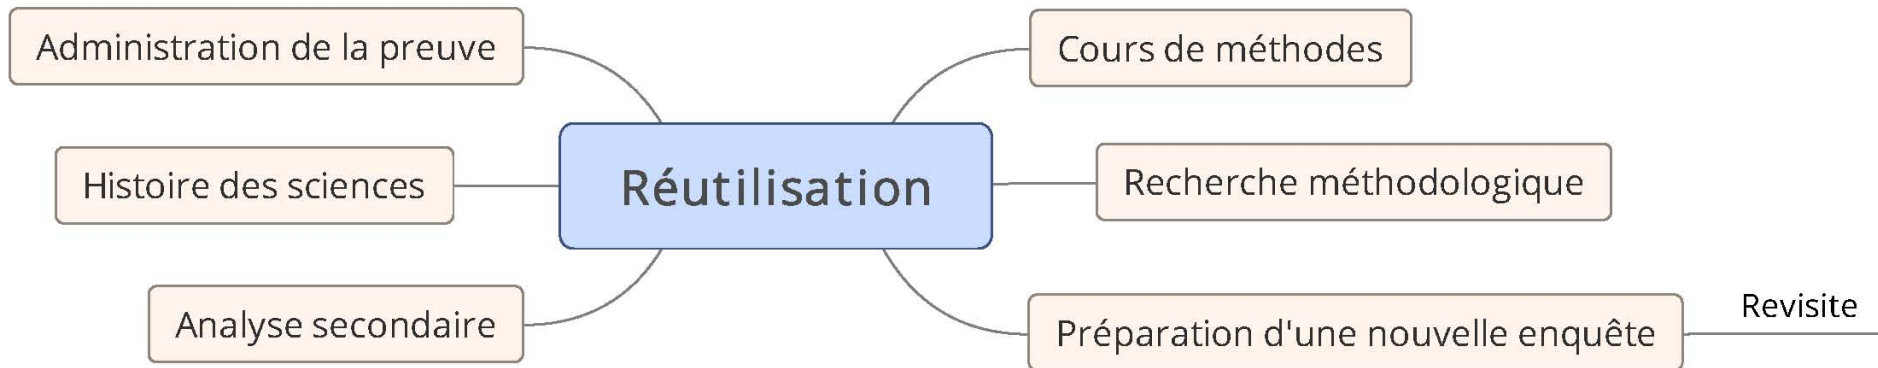 Administration de la preuve
Cours de méthodes
Histoire des sciences
Réutilisation
Recherche méthodologique
Analyse secondaire
Préparation d'une nouvelle enquête
Revisite